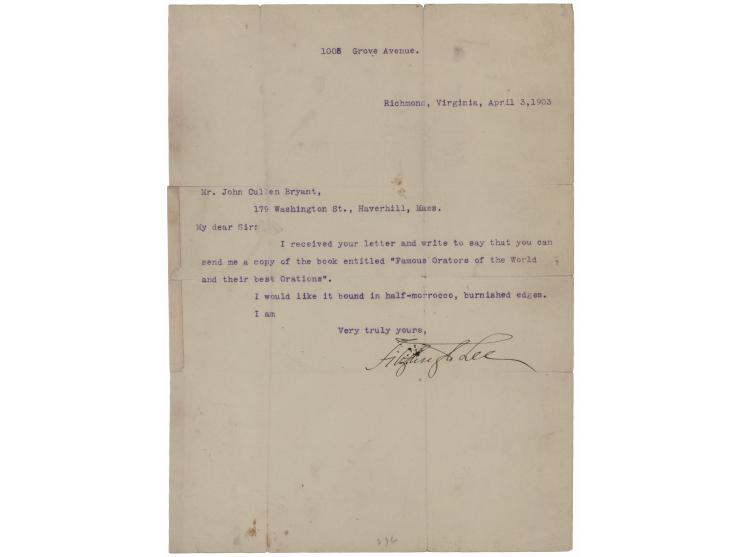 1005 Grove Avenue.
Richmond, Virginia, April 3,1903
Mr. John Cullen Bryant,
179 Washington St., Haverhill, Mass.
My dear Sir:
I received your letter and write to say that you can
send me a copy of the book entitled "Famous Orators of the World
and their best Orations".
I would like it bound in half-morrocco, burnished edges.
I am
Very truly yours,
Fitzhugh Lee